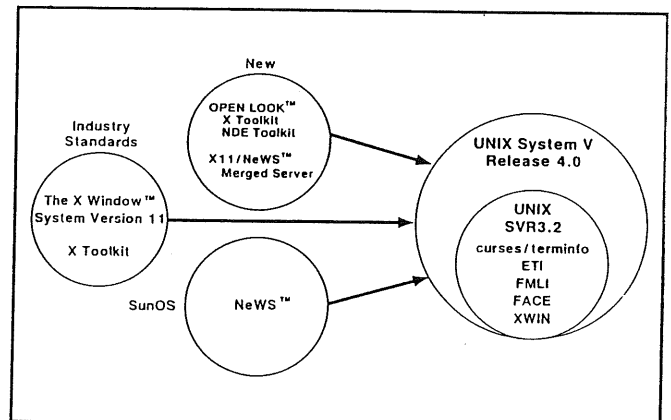 New
OPEN LOOK™
X Toolkit
NDE Toolkit
X11/NeWS™
Merged Server
Industry
Standards
The X Window™
System Version 11
X Toolkit
SunOS
NeWS™
UNIX System V
Release 4.0
UNIX
SVR3.2
curses/terminfo
ETI
FMLI
FACE
XWIN